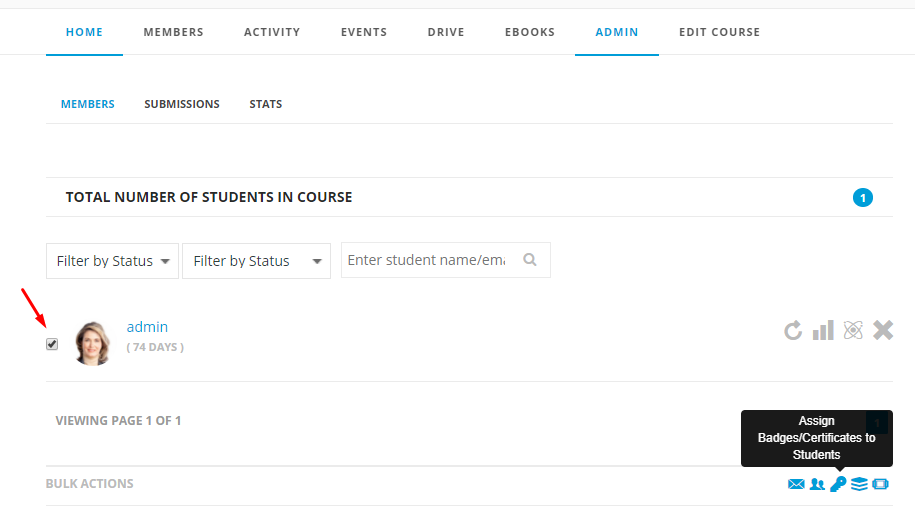 HOME MEMBERS ACTIVITY EVENTS DRIVE EBOOKS ADMIN EDIT COURSE
MEMBERS SUBMISSIONS STATS
TOTAL NUMBER OF STUDENTS IN COURSE 1
Filter by Status Filter by Status Enter student name/ema
admin
( 74 DAYS )
VIEWING PAGE 1 OF 1 1
Assign
Badges/Certificates to
Students
BULK ACTIONS